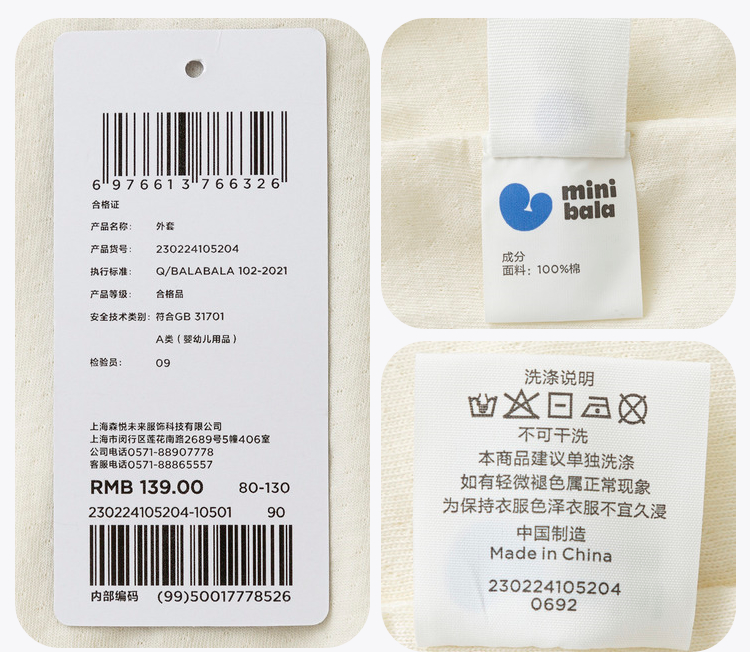 6 976613 766326
合格证
产品名称: 外套
产品货号: 230224105204
执行标准: Q/BALABALA 102-2021
产品等级: 合格品
安全技术类别: 符合GB 31701
A类(婴幼儿用品)
检验员: 09
上海森悦未来服饰科技有限公司
上海市闵行区莲花南路2689号5幢406室
公司电话0571-88907778
客服电话0571-88865557
RMB 139.00 80-130
230224105204-10501 90
内部编码 (99)50017778526
mini
bala
成分
面料: 100%棉
洗涤说明
不可干洗
本商品建议单独洗涤
如有轻微褪色属正常现象
为保持衣服色泽衣服不宜久浸
中国制造
Made in China
230224105204
0692